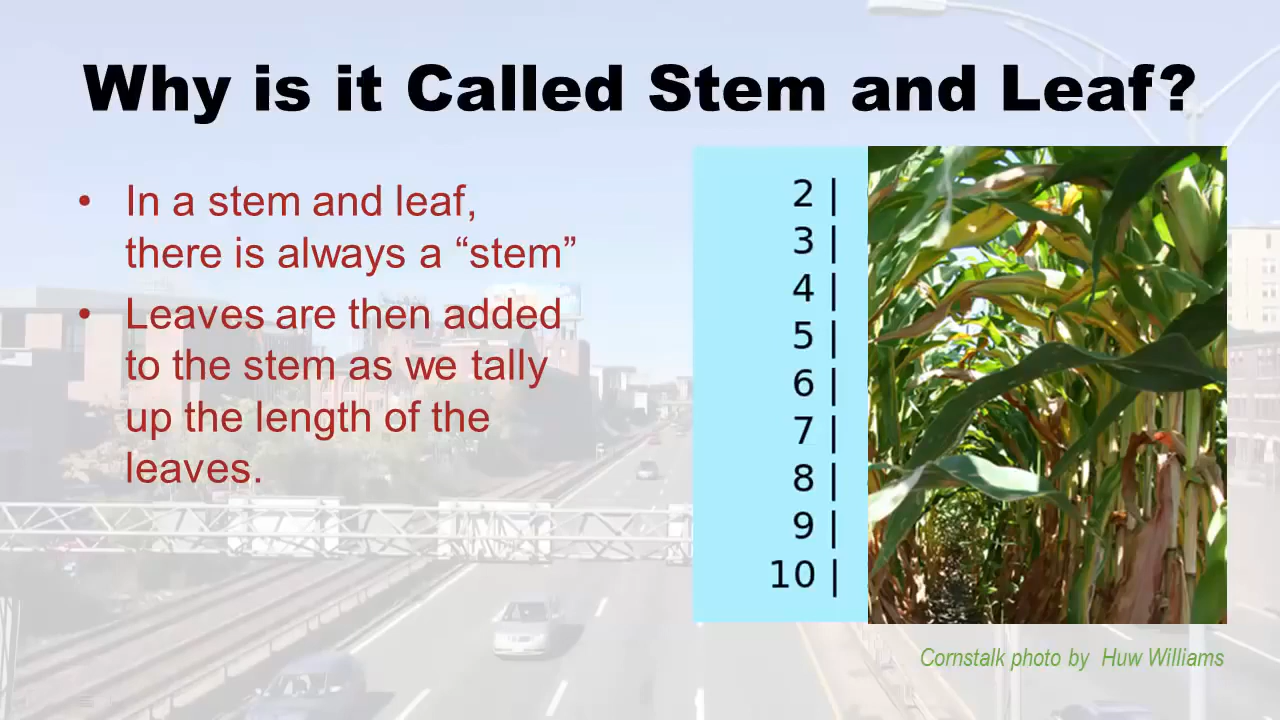 Why is it Called Stem and Leaf?
• In a stem and leaf,
there is always a “stem”
• Leaves are then added
to the stem as we tally
up the length of the
leaves.
2 |
3 |
4 |
5 |
6 |
7 |
8 |
9 |
10 |
Cornstalk photo by Huw Williams